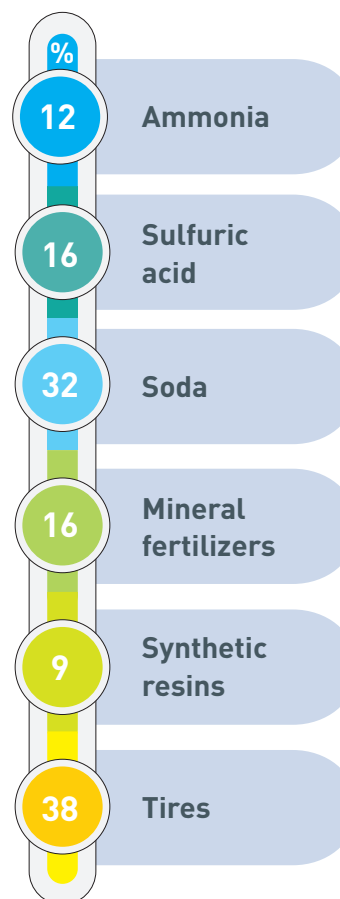 %
12
Ammonia
16
Sulfuric
acid
32
Soda
16
Mineral
fertilizers
9
Synthetic
resins
38
Tires